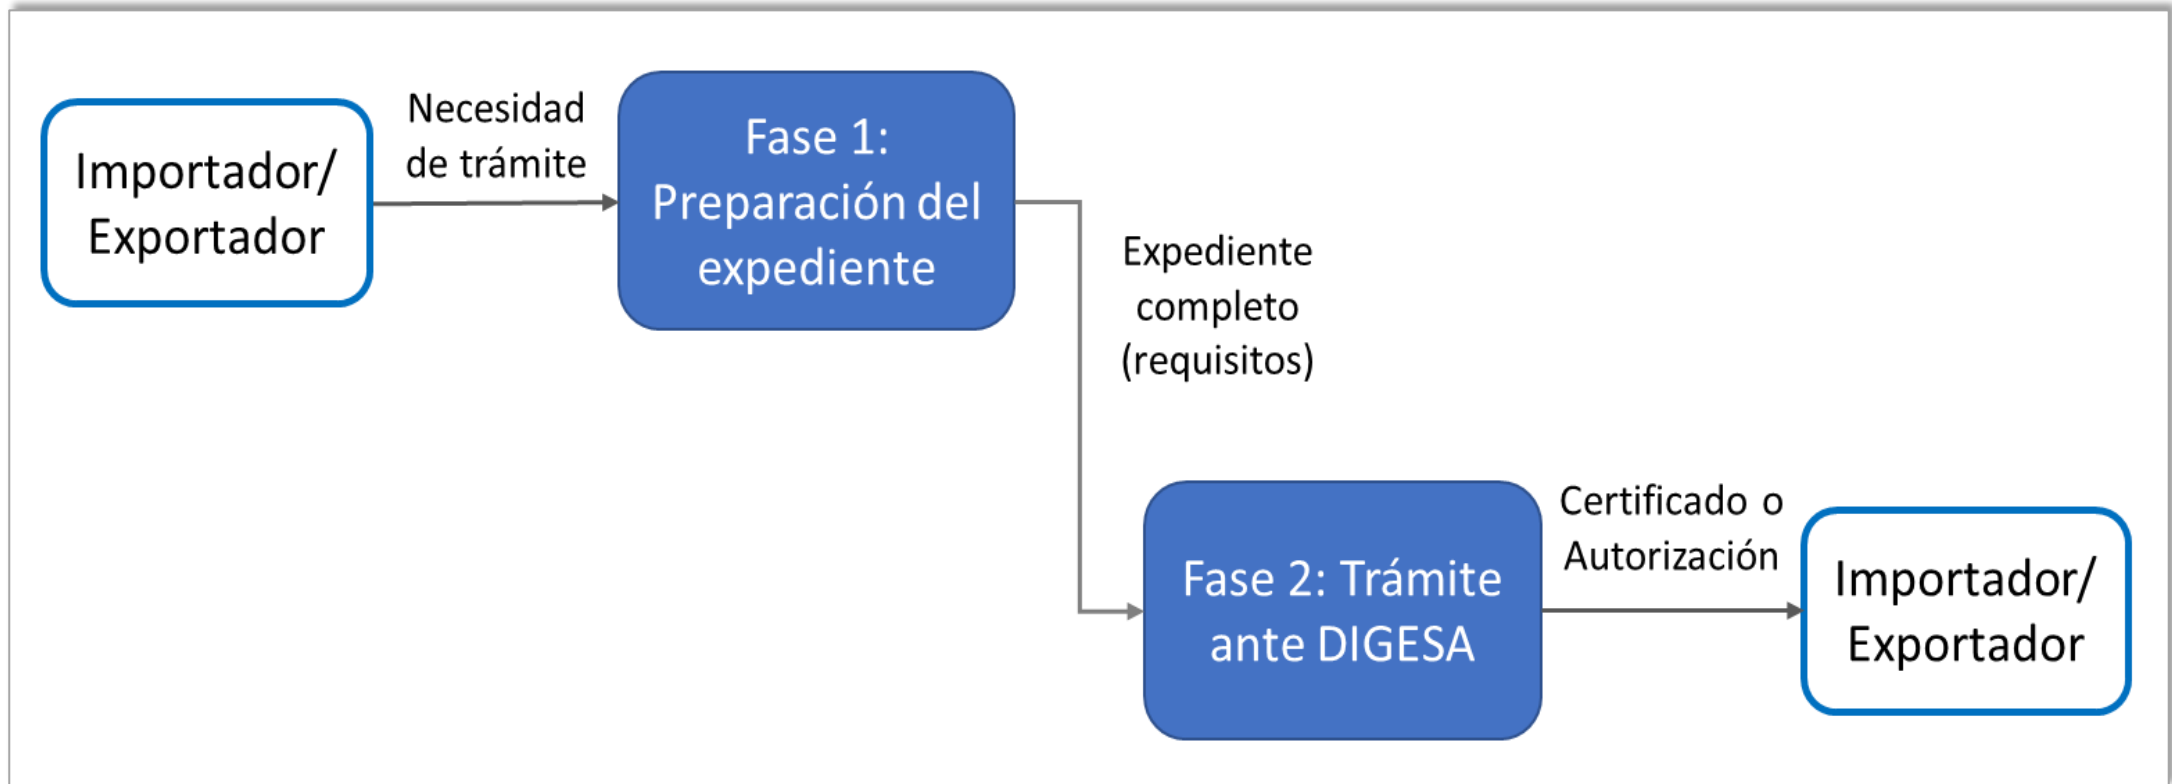 Importador/
Exportador
Necesidad
de trámite
Fase 1:
Preparación del
expediente
Expediente
completo
(requisitos)
Fase 2: Trámite
ante DIGESA
Certificado o
Autorización
Importador/
Exportador